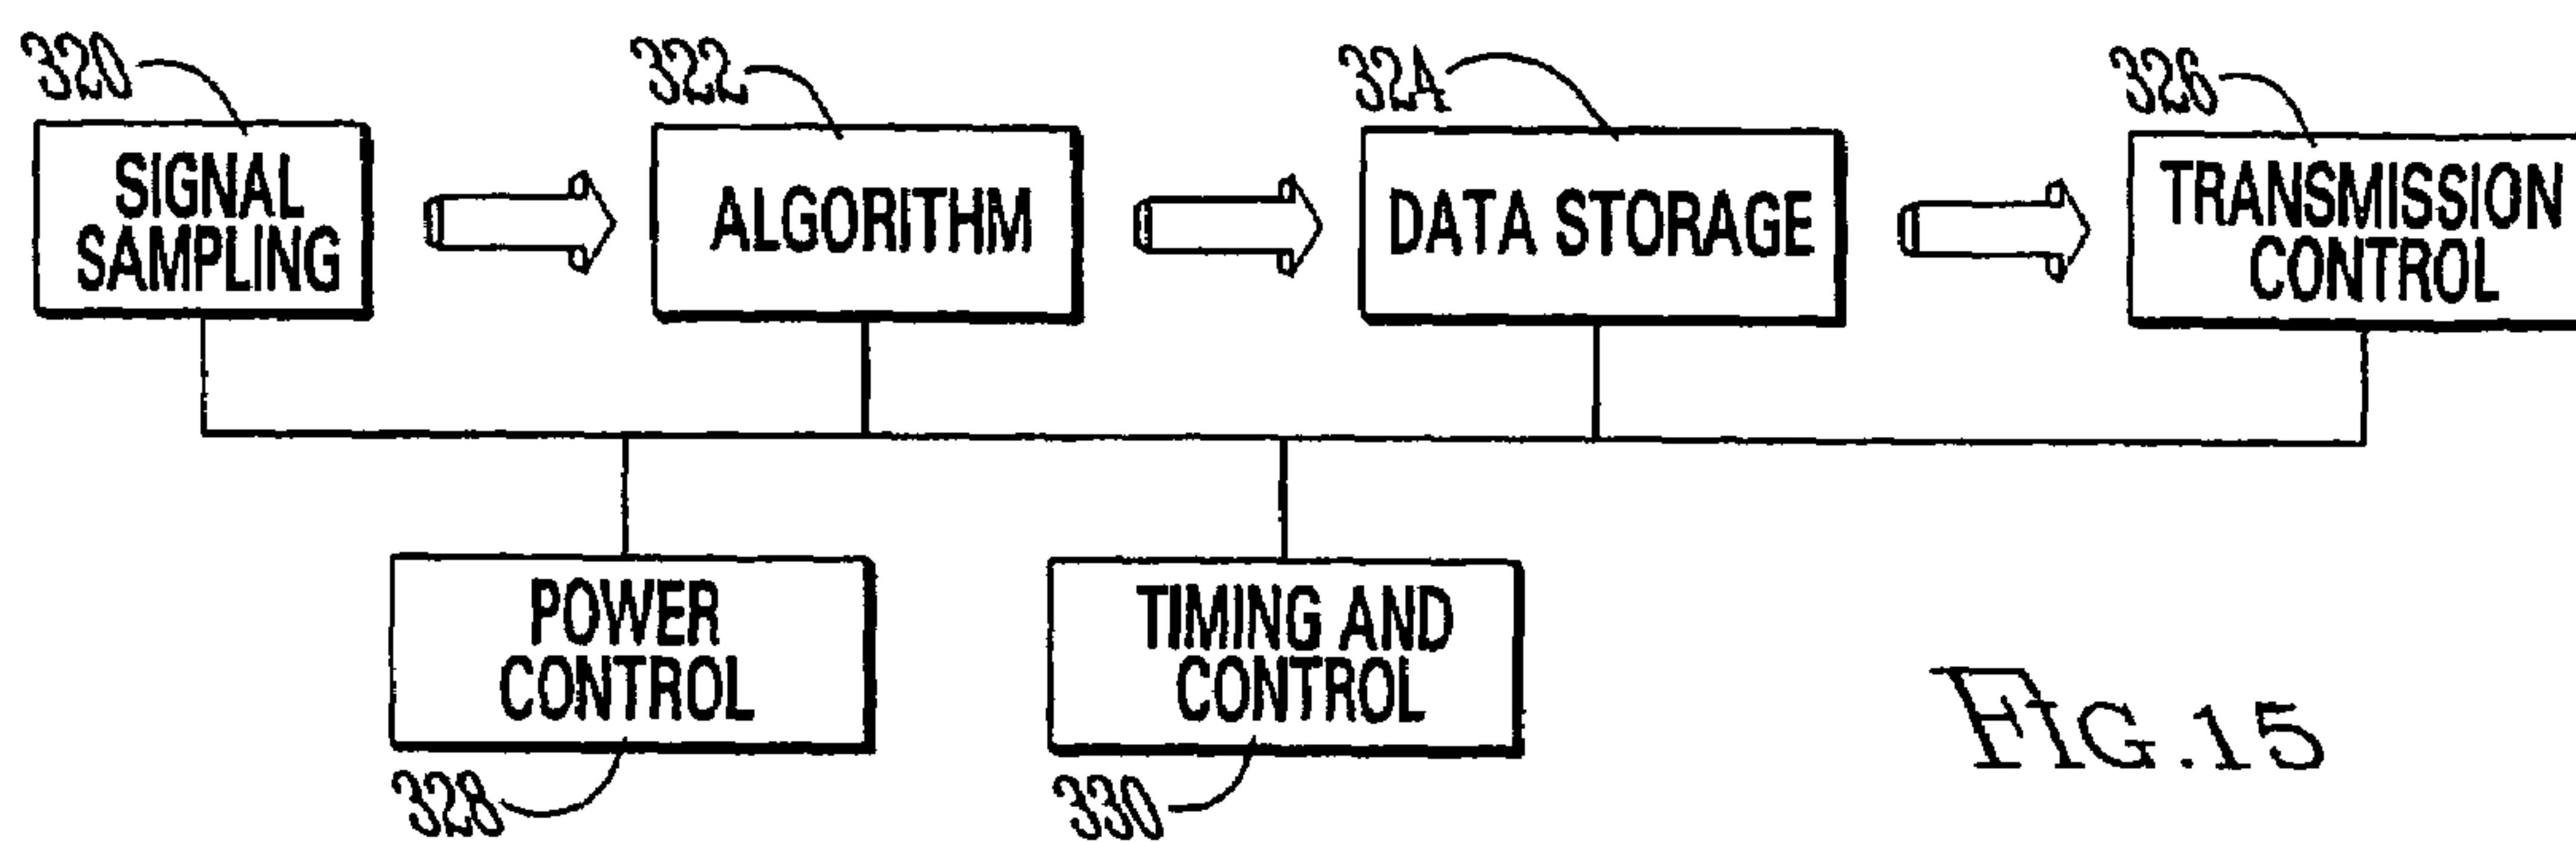 320
322
324
326
SIGNAL
SAMPLING
ALGORITHM
DATA STORAGE
TRANSMISSION
CONTROL
POWER
CONTROL
TIMING AND
CONTROL
328
330
FIG.15